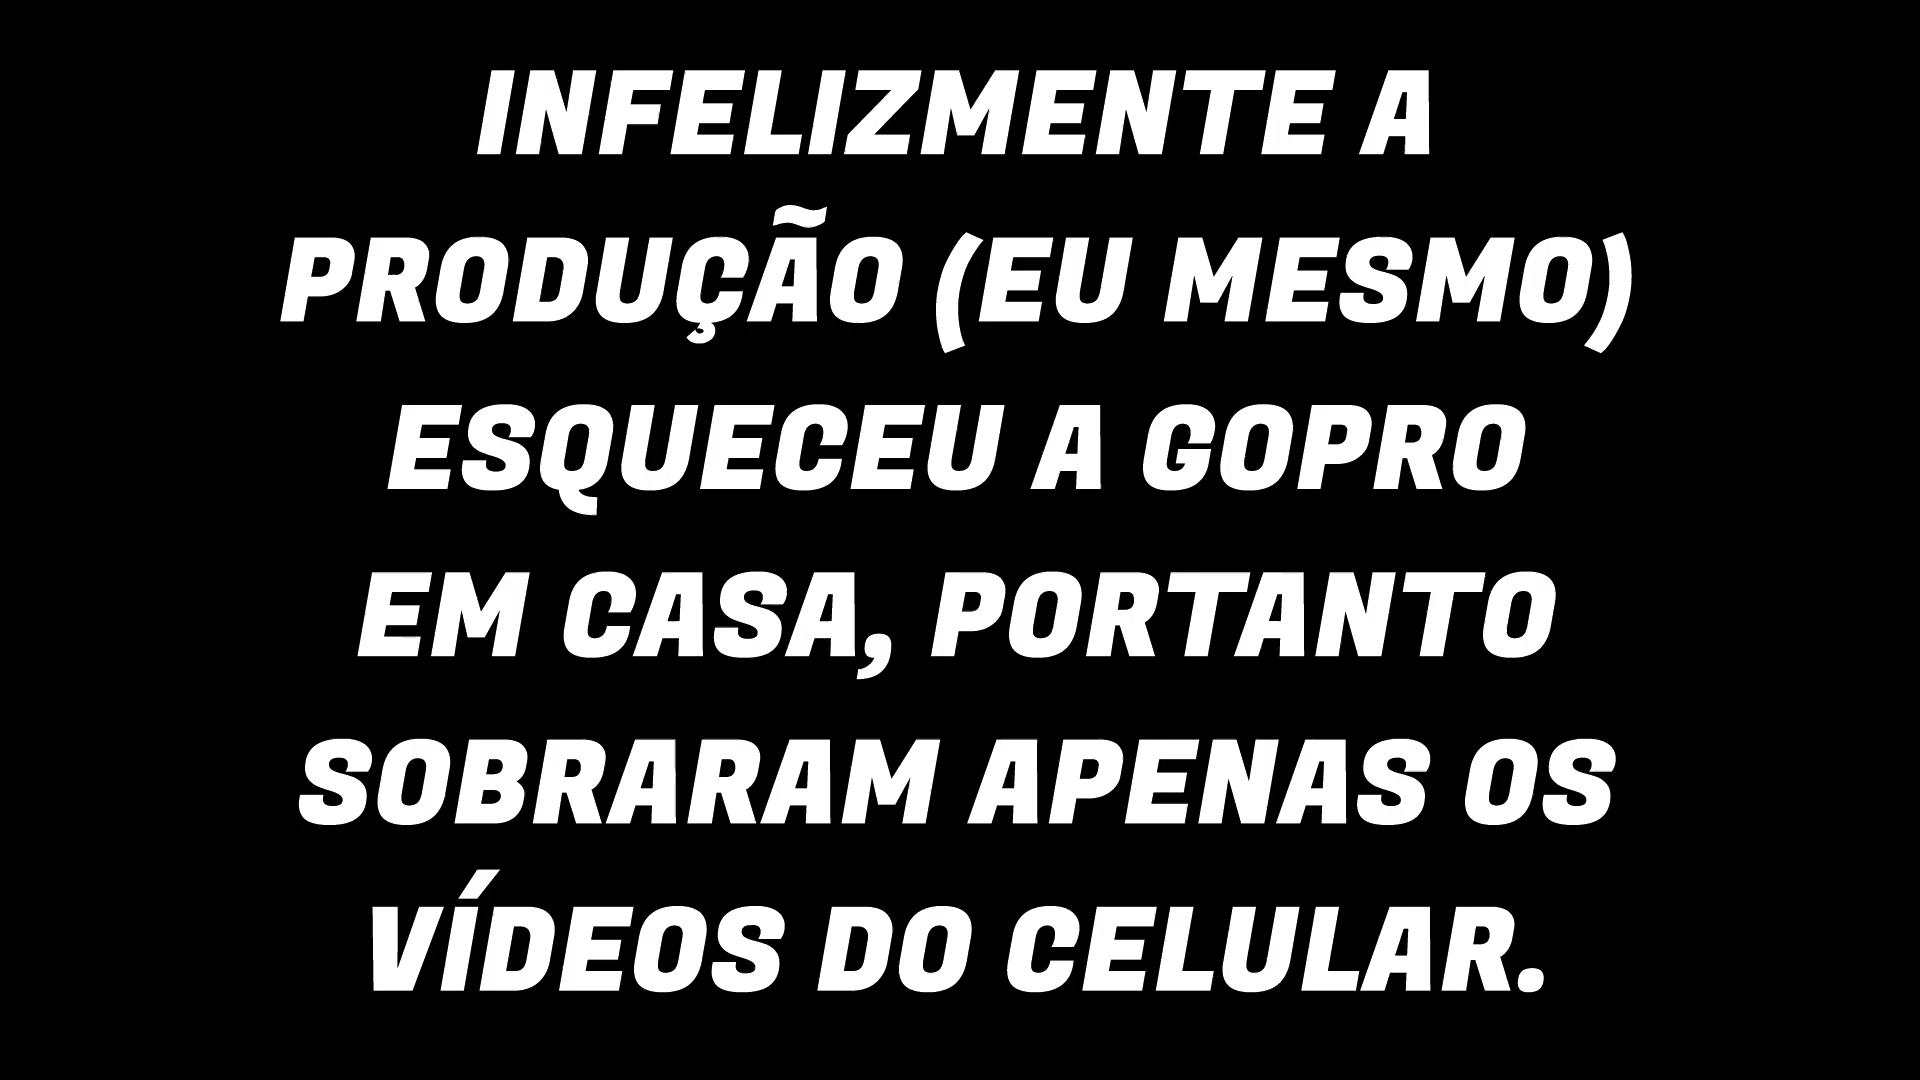 INFELIZMENTE A
PRODUÇÃO (EU MESMO)
ESQUECEU A GOPRO
EM CASA, PORTANTO
SOBRARAM APENAS OS
VÍDEOS DO CELULAR.